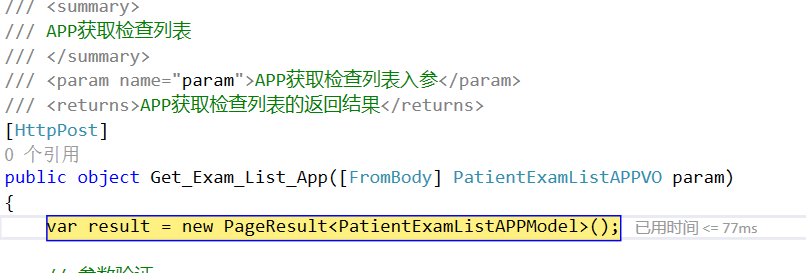 /// <summary>
/// APP获取检查列表
/// </summary>
/// <param name="param">APP获取检查列表入参</param>
/// <returns>APP获取检查列表的返回结果</returns>
[HttpPost]
0 个引用
public object Get_Exam_List_App([FromBody] PatientExamListAPPVO param)
{
var result = new PageResult<PatientExamListAPPModel>(); 已用时间 <= 77ms
// 参数验证